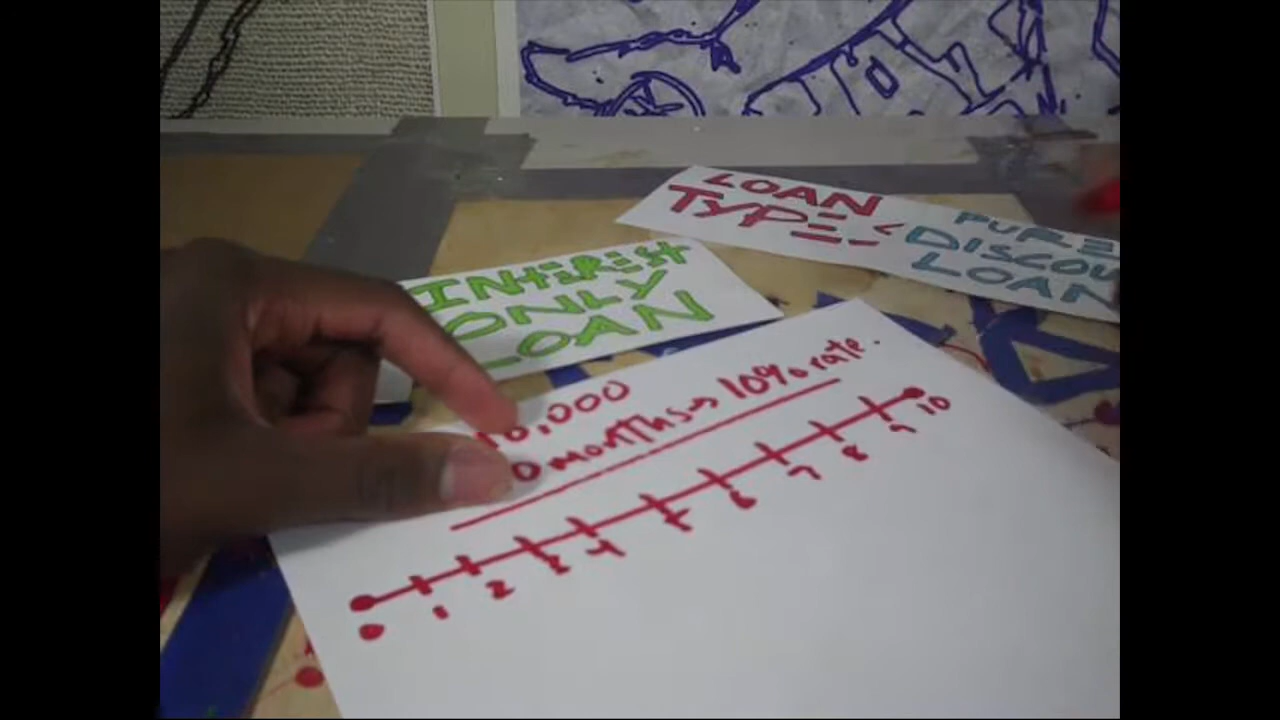 LOAN
TYPE
PURE
DISCOU
LOAN
INTEREST
ONLY
LOAN
10,000
0 months → 10% rate.
0 1 2 3 4 5 6 7 8 9 10